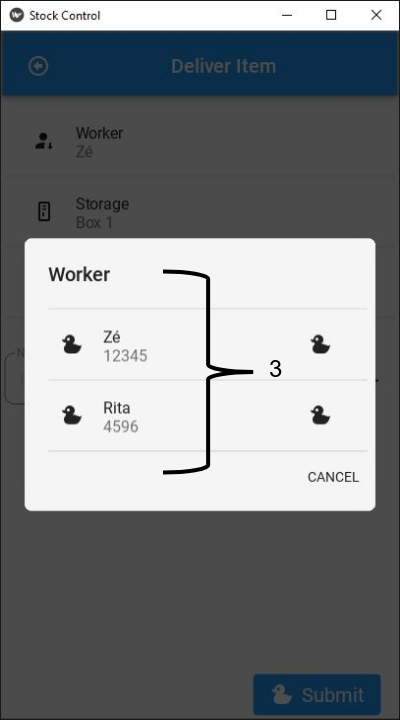 Stock Control
Deliver Item
Worker
Zé
Storage
Box 1
Worker
Zé
12345
3
Rita
4596
CANCEL
Submit